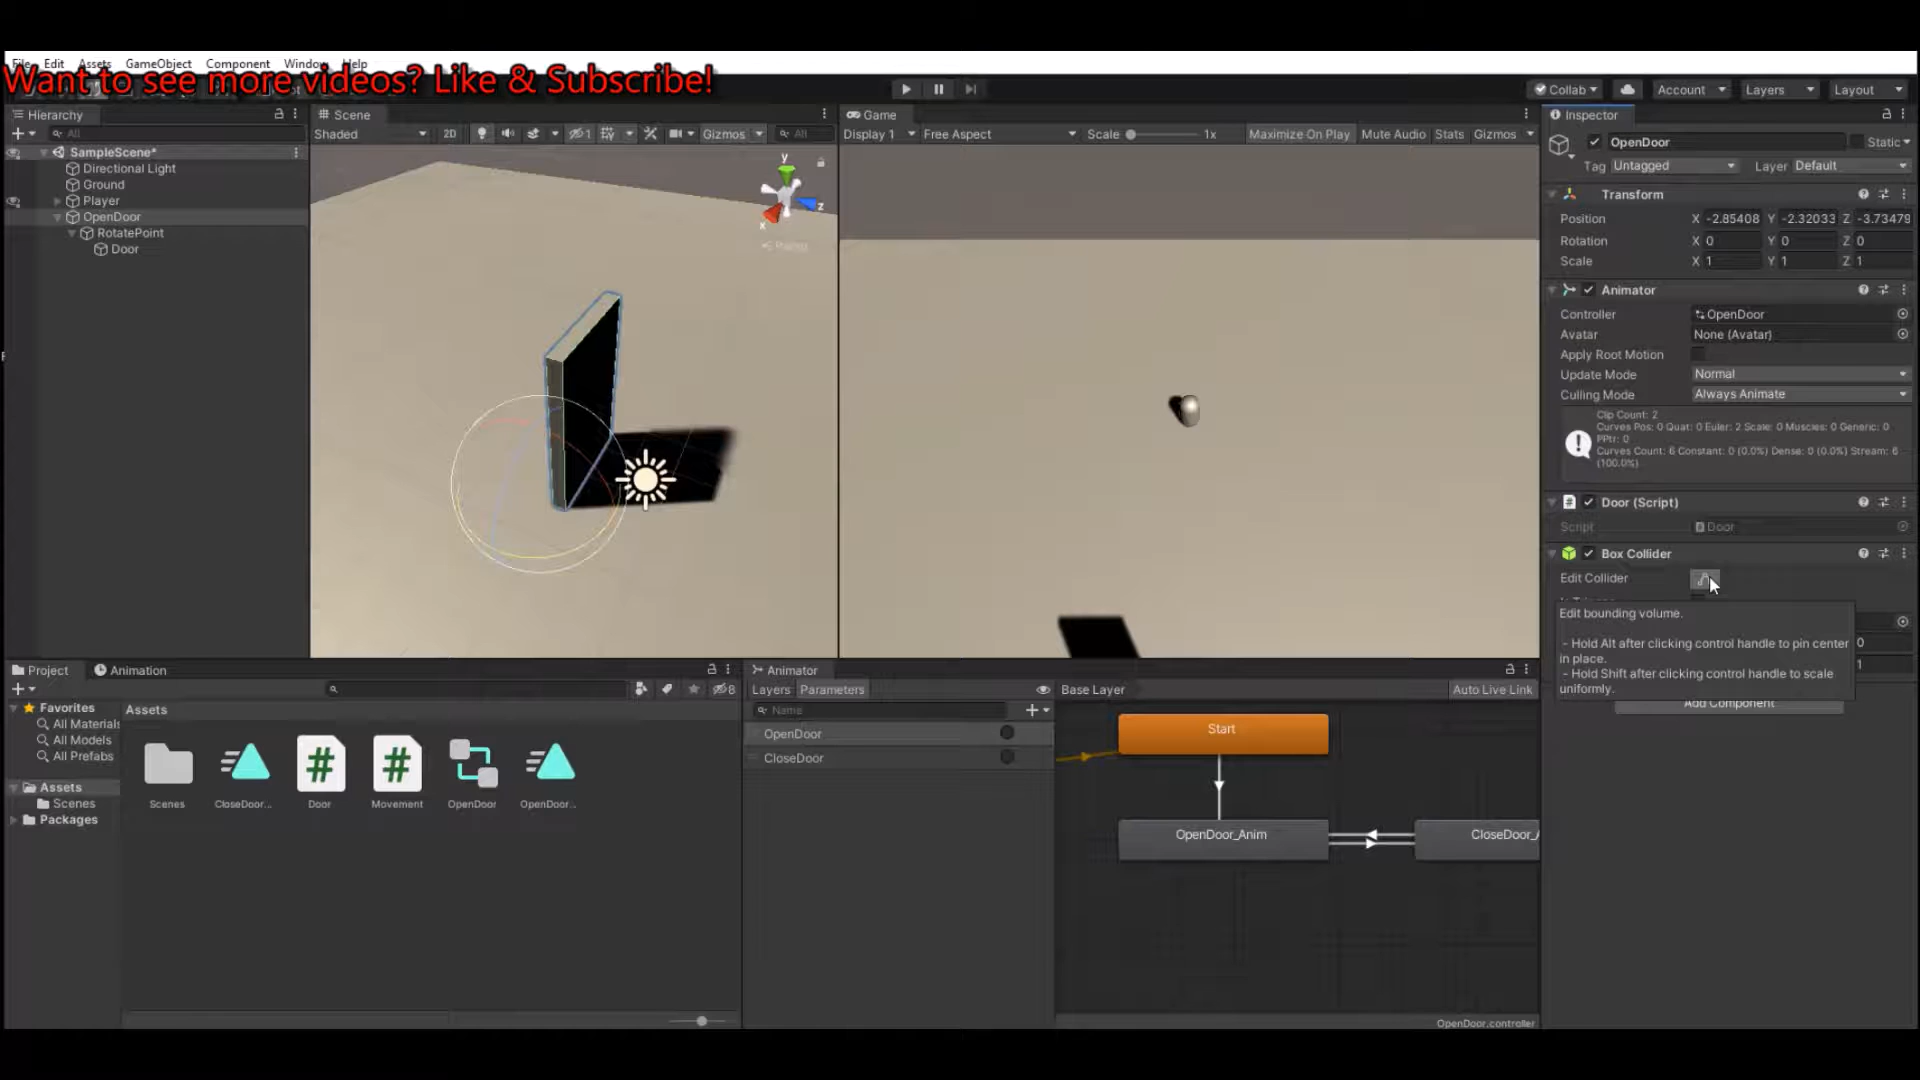 File Edit Assets GameObject Component Window Help
Want to see more videos? Like & Subscribe!
Collab Account Layers Layout
Hierarchy
All
SampleScene*
Directional Light
Ground
Player
OpenDoor
RotatePoint
Door
Scene
Shaded 2D 1 Gizmos All
y
z
x
Game
Display 1 Free Aspect Scale 1x Maximize On Play Mute Audio Stats Gizmos
Inspector
OpenDoor Static
Tag Untagged Layer Default
Transform
Position X -2.85408 Y -2.32033 Z -3.73479
Rotation X 0 Y 0 Z 0
Scale X 1 Y 1 Z 1
Animator
Controller OpenDoor
Avatar None (Avatar)
Apply Root Motion
Update Mode Normal
Culling Mode Always Animate
Clip Count: 2
Curves Pos: 0 Quat: 0 Euler: 2 Scale: 0 Muscles: 0 Generic: 0
PPtr: 0
Curves Count: 6 Constant: 0 (0.0%) Dense: 0 (0.0%) Stream: 6
(100.0%)
Door (Script)
Script Door
Box Collider
Edit Collider
Edit bounding volume.
- Hold Alt after clicking control handle to pin center
in place.
- Hold Shift after clicking control handle to scale
uniformly.
0
1
Add Component
Project Animation
8
Favorites
All Materials
All Models
All Prefabs
Assets
Scenes
Packages
Assets
Scenes CloseDoor... Door Movement OpenDoor OpenDoor...
Animator
Layers Parameters
Name
OpenDoor
CloseDoor
Base Layer Auto Live Link
Start
OpenDoor_Anim
CloseDoor_A
OpenDoor.controller